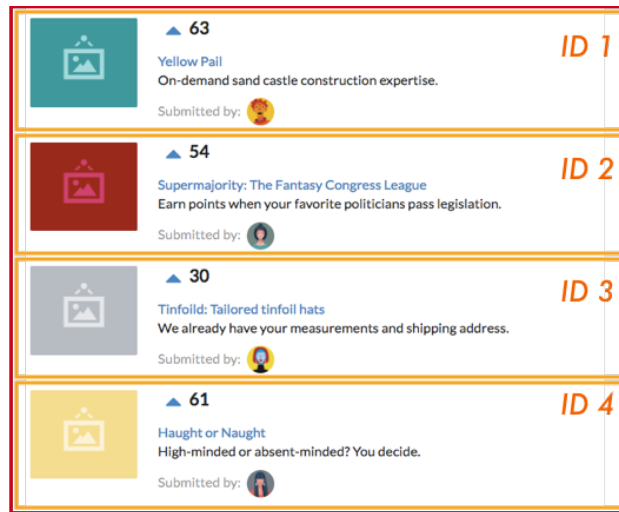 63
ID 1
Yellow Pail
On-demand sand castle construction expertise.
Submitted by:
54
ID 2
Supermajority: The Fantasy Congress League
Earn points when your favorite politicians pass legislation.
Submitted by:
30
ID 3
Tinfoild: Tailored tinfoil hats
We already have your measurements and shipping address.
Submitted by:
61
ID 4
Haught or Naught
High-minded or absent-minded? You decide.
Submitted by: